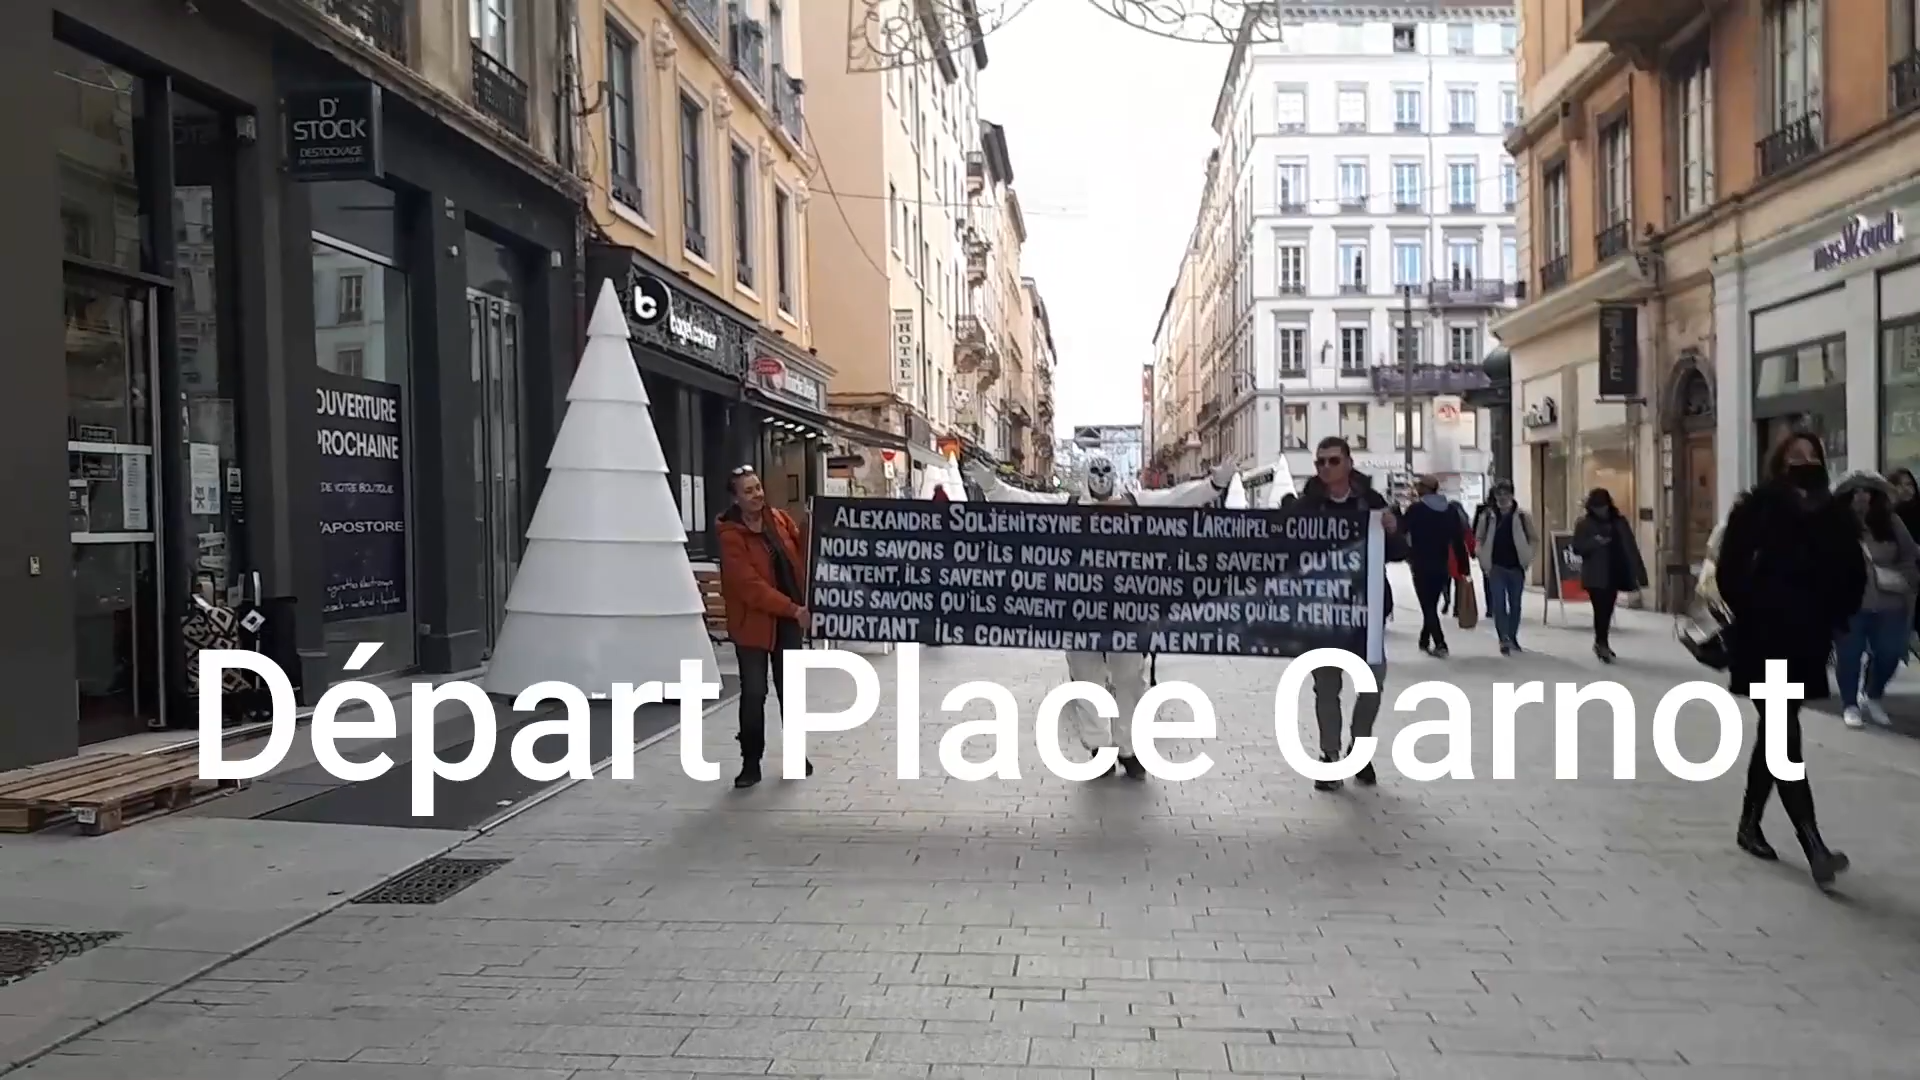 D'
STOCK
DESTOCKAGE
OUVERTURE
PROCHAINE
DE VOTRE BOUTIQUE
VAPOSTORE
b
bagelcorner
HOTEL
ALEXANDRE SOLJENITSYNE ÉCRIT DANS L'ARCHIPEL DU GOULAG :
NOUS SAVONS QU'ILS NOUS MENTENT. ILS SAVENT QU'ILS
MENTENT, ILS SAVENT QUE NOUS SAVONS QU'ILS MENTENT.
NOUS SAVONS QU'ILS SAVENT QUE NOUS SAVONS QU'ILS MENTENT
POURTANT ILS CONTINUENT DE MENTIR ...
Départ Place Carnot